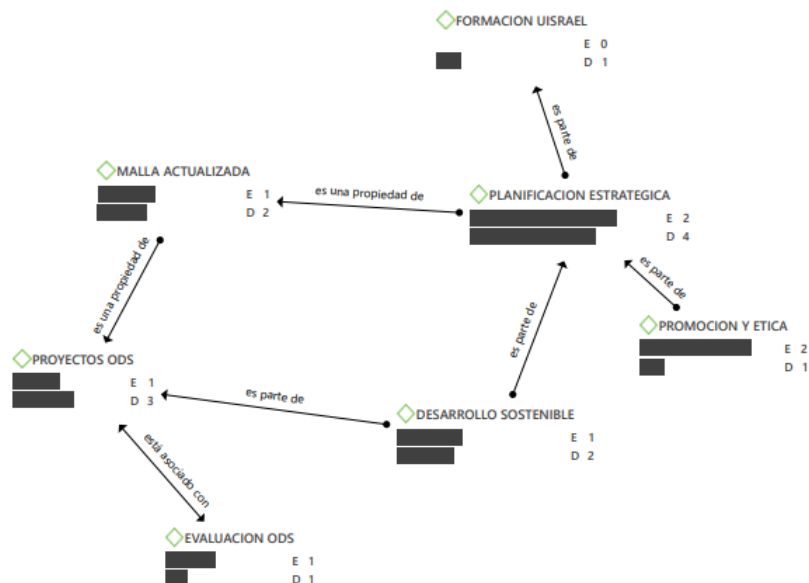 FORMACION UISRAEL
E 0
D 1
es parte de
MALLA ACTUALIZADA
E 1
D 2
es una propiedad de
PLANIFICACION ESTRATEGICA
E 2
D 4
es una propiedad de
es parte de
es parte de
PROMOCION Y ETICA
E 2
D 1
PROYECTOS ODS
E 1
D 3
es parte de
DESARROLLO SOSTENIBLE
E 1
D 2
está asociado con
EVALUACION ODS
E 1
D 1